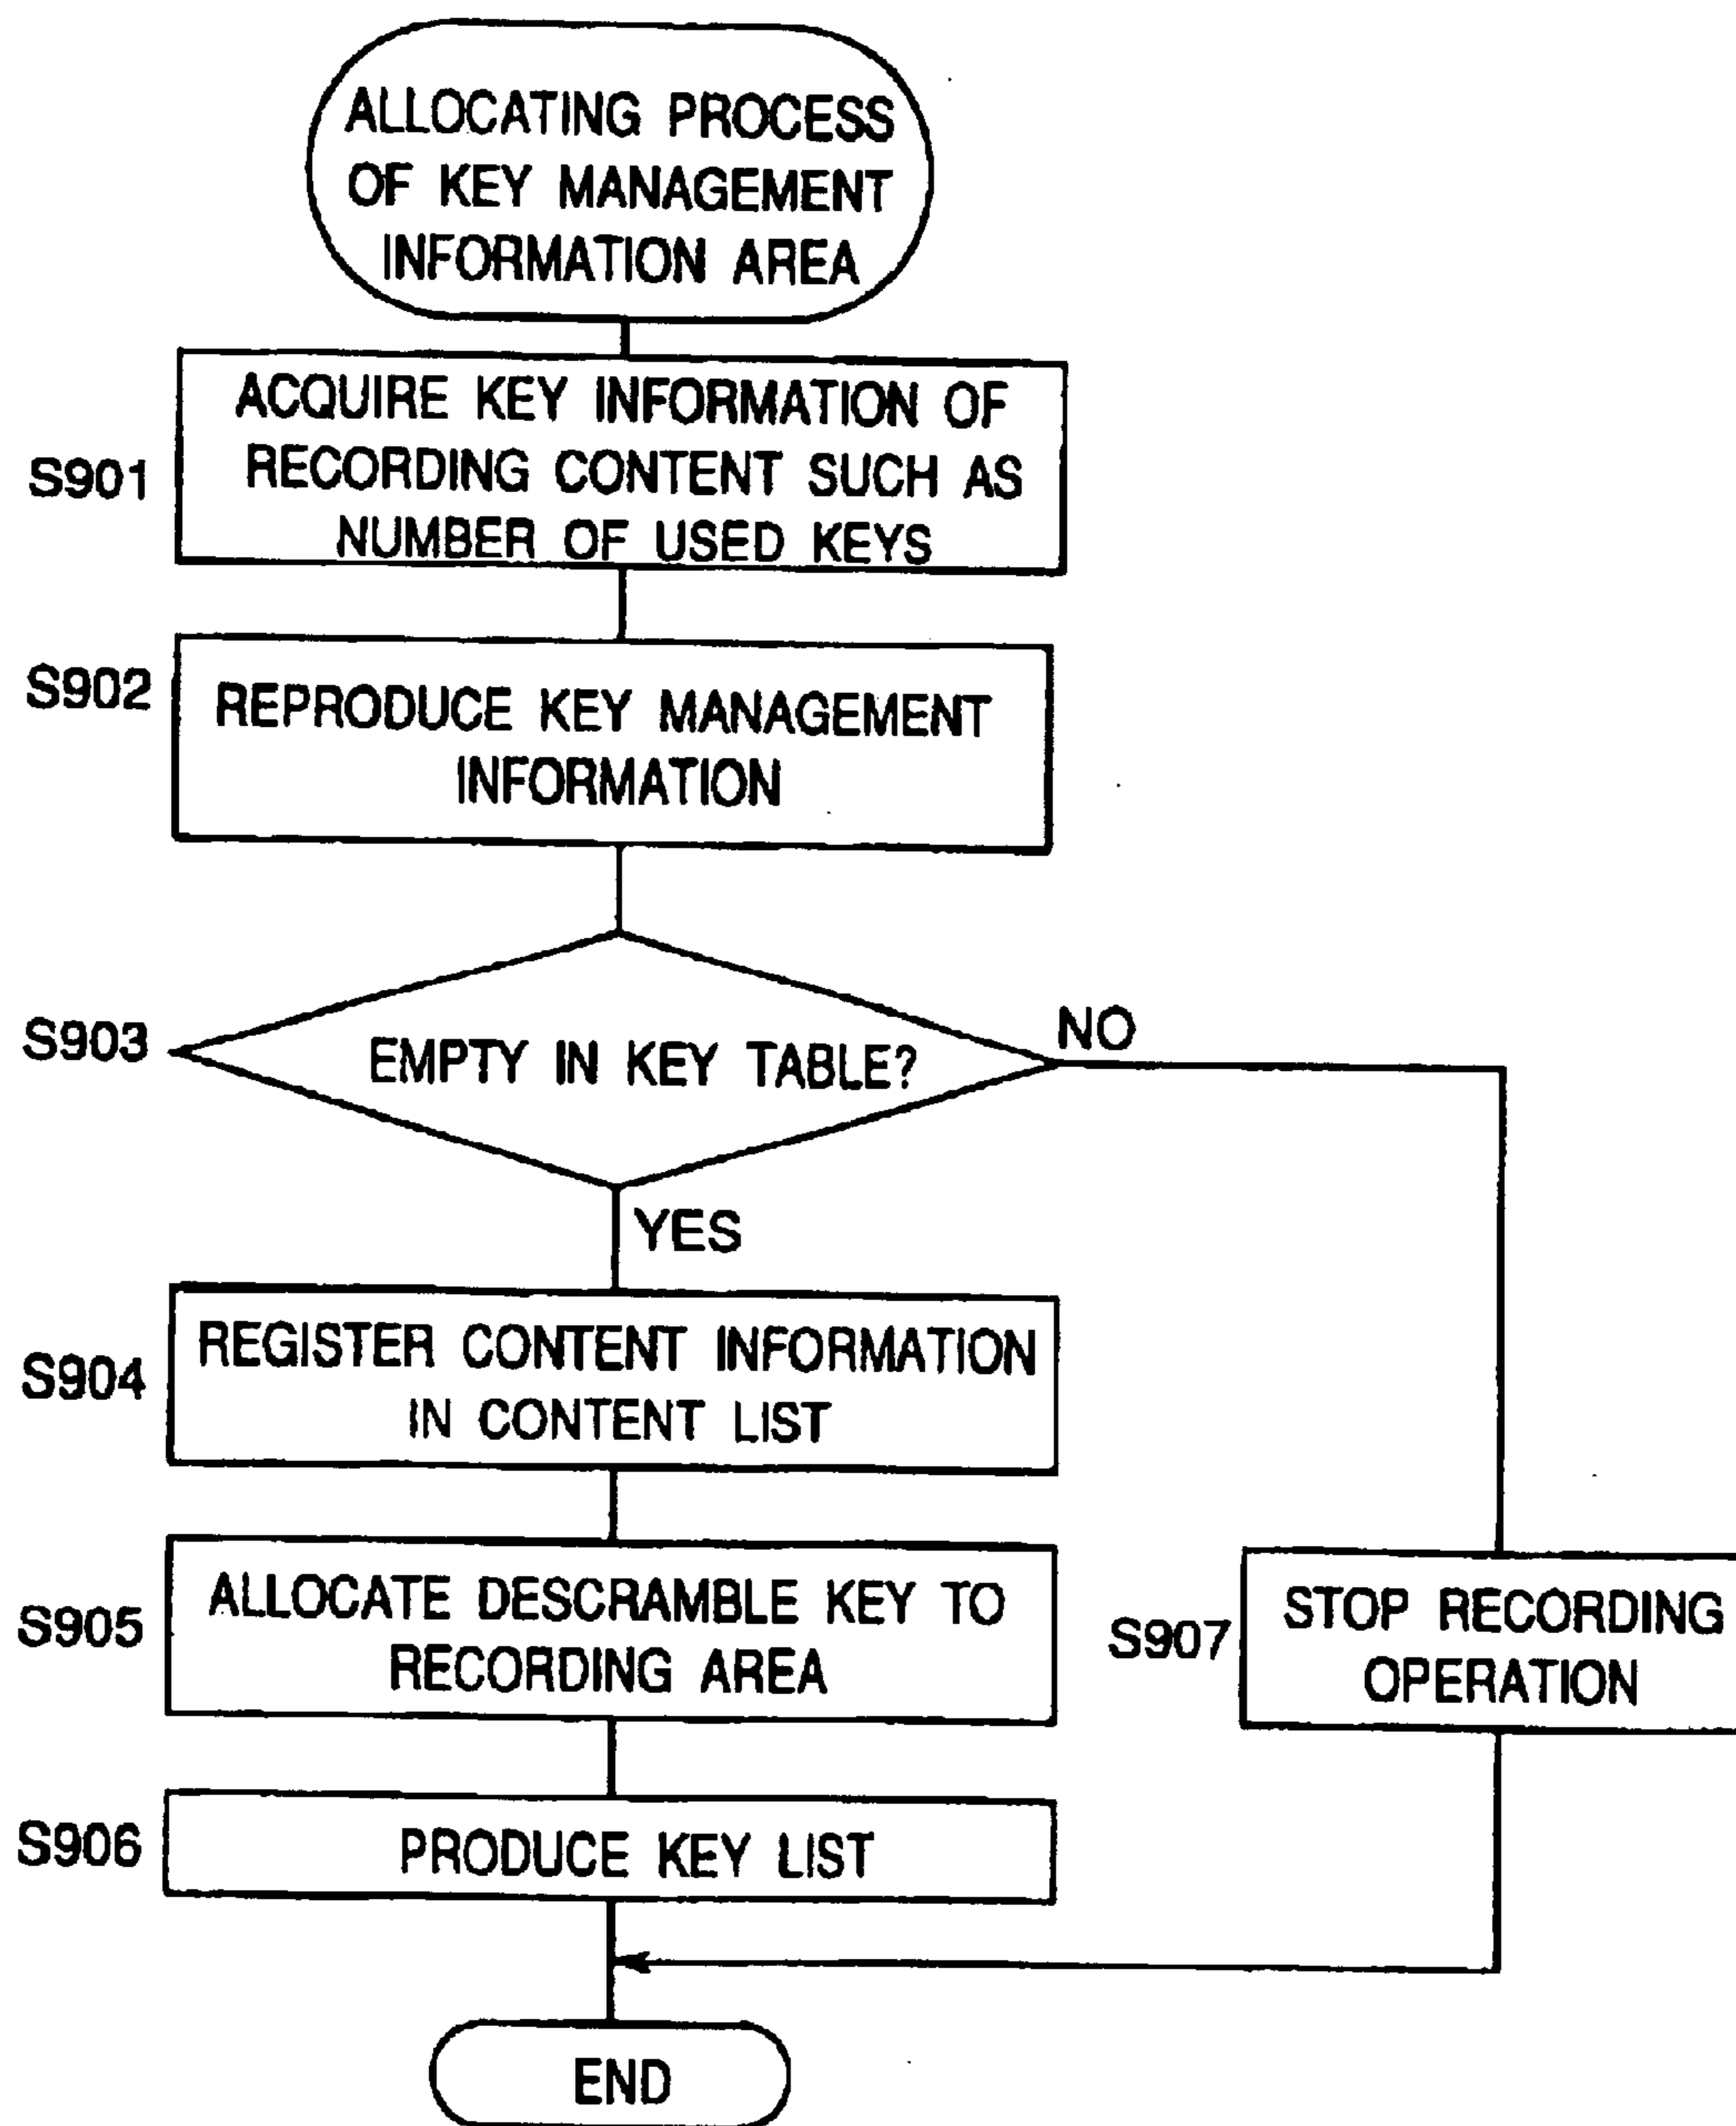 ALLOCATING PROCESS
OF KEY MANAGEMENT
INFORMATION AREA
S901
ACQUIRE KEY INFORMATION OF
RECORDING CONTENT SUCH AS
NUMBER OF USED KEYS
S902
REPRODUCE KEY MANAGEMENT
INFORMATION
S903
EMPTY IN KEY TABLE?
NO
YES
S904
REGISTER CONTENT INFORMATION
IN CONTENT LIST
S905
ALLOCATE DESCRAMBLE KEY TO
RECORDING AREA
S907
STOP RECORDING
OPERATION
S906
PRODUCE KEY LIST
END